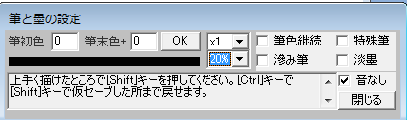 筆と墨の設定
筆初色 0 筆末色+ 0 OK x1 筆色継続 特殊筆
20% 滲み筆 淡墨
上手く描けたところで[Shift]キーを押してください。[Ctrl]キーで 音なし
[Shift]キーで仮セーブした所まで戻せます。 閉じる